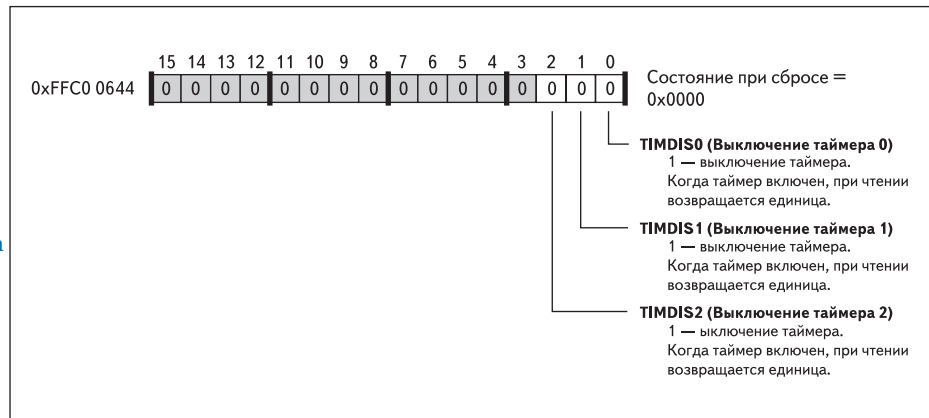 15 14 13 12 11 10 9 8 7 6 5 4 3 2 1 0
0xFFC0 0644 0 0 0 0 0 0 0 0 0 0 0 0 0 0 0 0 Состояние при сбросе =
0x0000
TIMDIS0 (Выключение таймера 0)
1 — выключение таймера.
Когда таймер включен, при чтении
возвращается единица.
TIMDIS1 (Выключение таймера 1)
1 — выключение таймера.
Когда таймер включен, при чтении
возвращается единица.
TIMDIS2 (Выключение таймера 2)
1 — ыключение таймера.
Когда таймер включен, при чтении
возвращается единица.